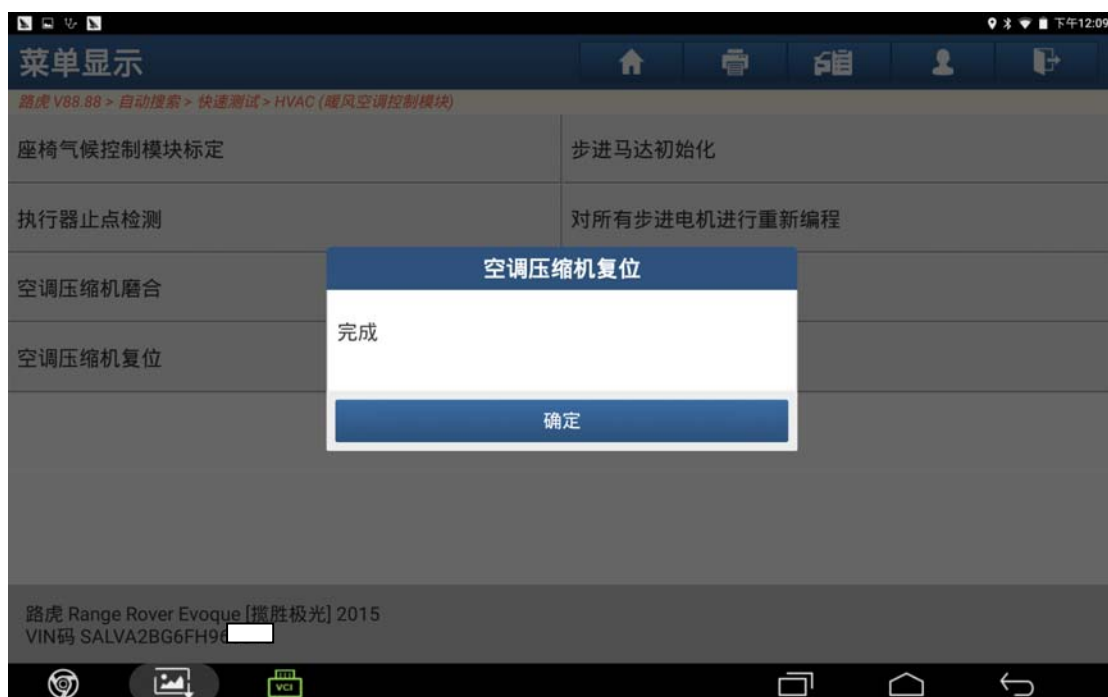 下午12:09
菜单显示
路虎 V88.88 > 自动搜索 > 快速测试 > HVAC (暖风空调控制模块)
座椅气候控制模块标定
步进马达初始化
执行器止点检测
对所有步进电机进行重新编程
空调压缩机磨合
空调压缩机复位
空调压缩机复位
完成
确定
路虎 Range Rover Evoque [揽胜极光] 2015
VIN码 SALVA2BG6FH96
VCI